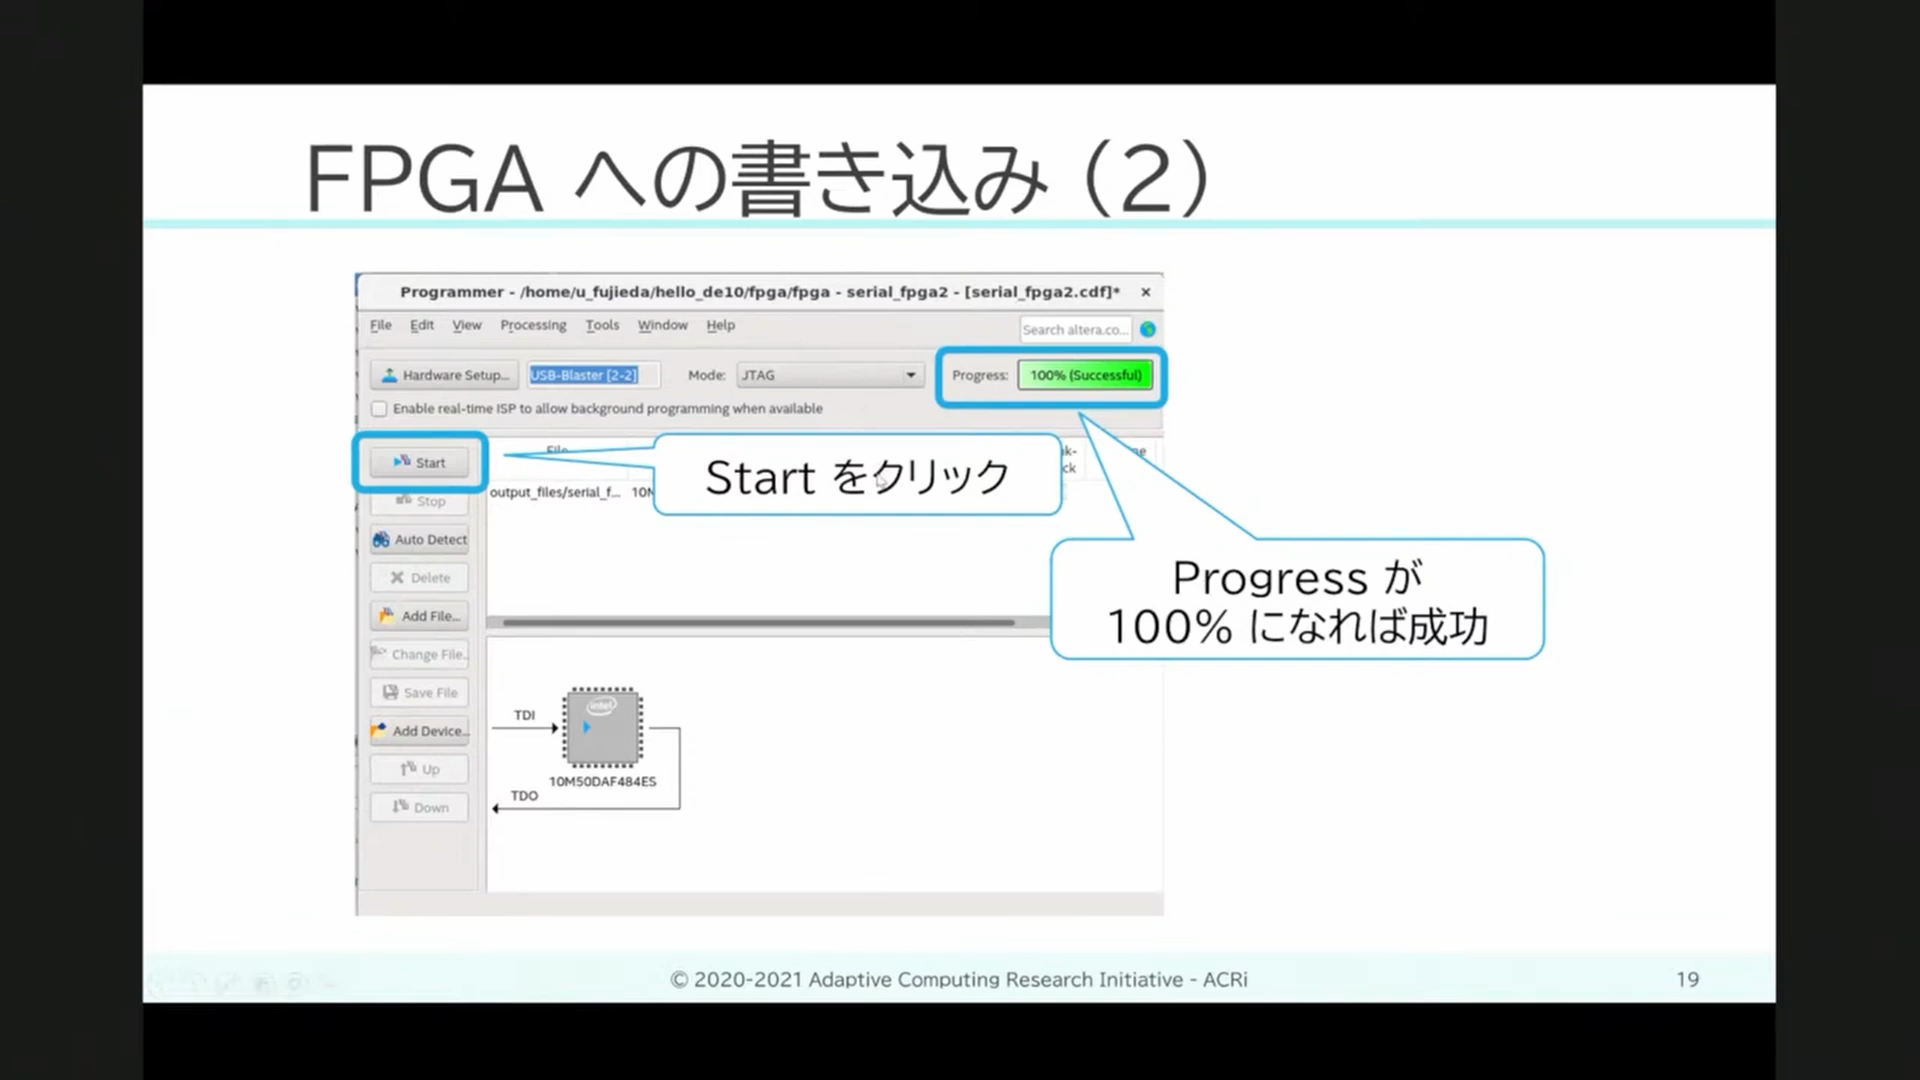 FPGA への書き込み (2)
Programmer - /home/u_fujieda/hello_de10/fpga/fpga - serial_fpga2 - [serial_fpga2.cdf]*
File Edit View Processing Tools Window Help
Search altera.co...
Hardware Setup... USB-Blaster [2-2] Mode: JTAG Progress: 100% (Successful)
Enable real-time ISP to allow background programming when available
Start
File
Start をクリック
Stop
output_files/serial_f...
Auto Detect
Progress が
100% になれば成功
Delete
Add File...
Change File..
Save File
Add Device...
Up
Down
TDI
intel
10M50DAF484ES
TDO
© 2020-2021 Adaptive Computing Research Initiative - ACRi
19